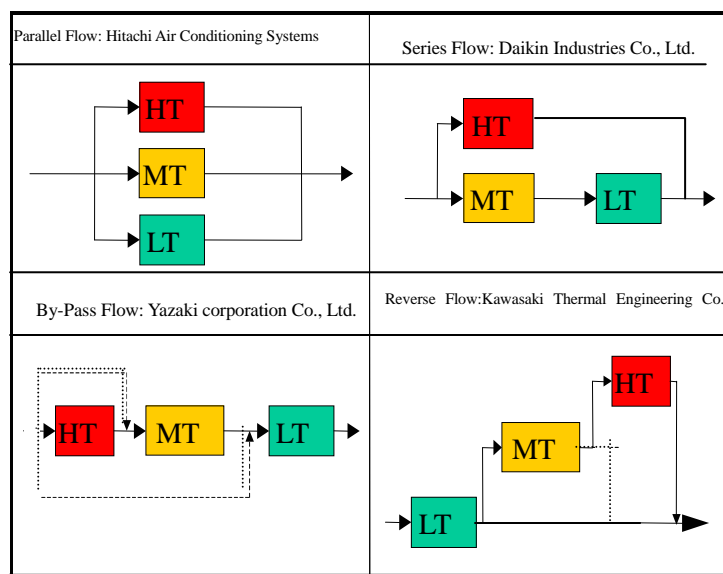 Parallel Flow: Hitachi Air Conditioning Systems
HT
MT
LT
Series Flow: Daikin Industries Co., Ltd.
HT
MT
LT
By-Pass Flow: Yazaki corporation Co., Ltd.
HT
MT
LT
Reverse Flow:Kawasaki Thermal Engineering Co.
HT
MT
LT